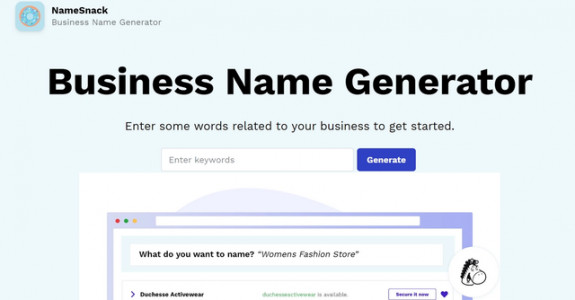 NameSnack
Business Name Generator
Business Name Generator
Enter some words related to your business to get started.
Enter keywords
Generate
What do you want to name? "Womens Fashion Store"
Duchesse Activewear
duchesseactivewear is available.
Secure it now